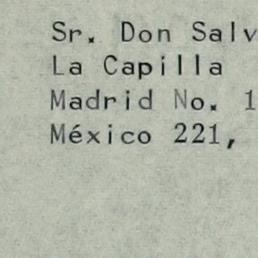 Sr. Don Salv
La Capilla
Madrid No. 1
México 221,